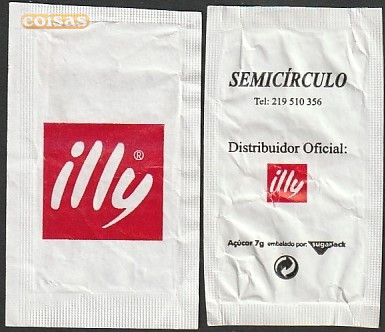 coisas
illy®
SEMICÍRCULO
Tel: 219 510 356
Distribuidor Oficial:
illy
Açúcar 7g embalado por: sugarpack